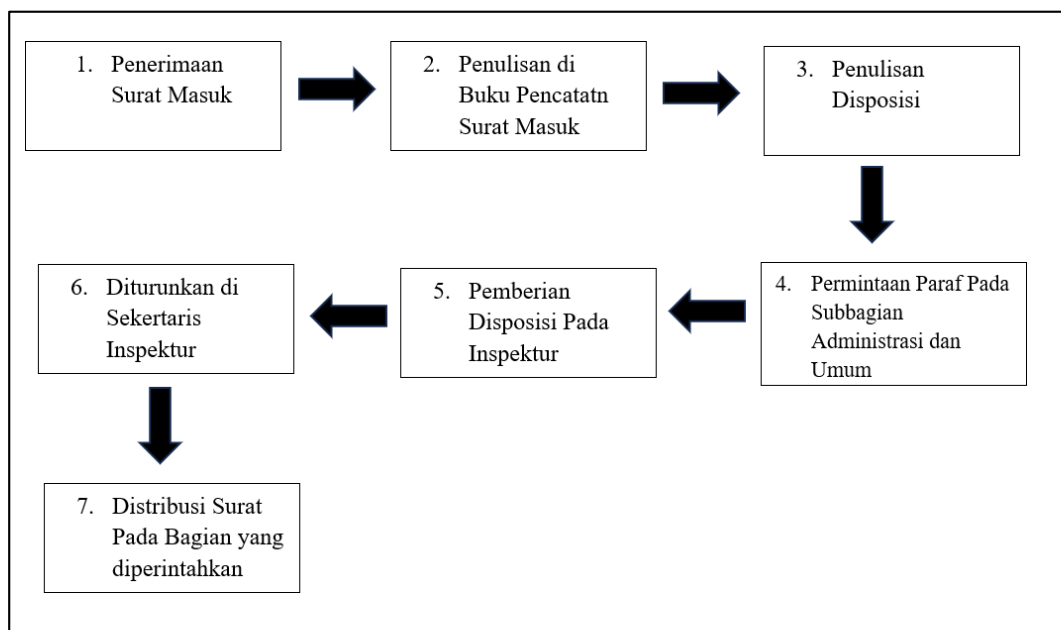 1. Penerimaan
Surat Masuk
2. Penulisan di
Buku Pencatatn
Surat Masuk
3. Penulisan
Disposisi
4. Permintaan Paraf Pada
Subbagian
Administrasi dan
Umum
5. Pemberian
Disposisi Pada
Inspektur
6. Diturunkan di
Sekertaris
Inspektur
7. Distribusi Surat
Pada Bagian yang
diperintahkan